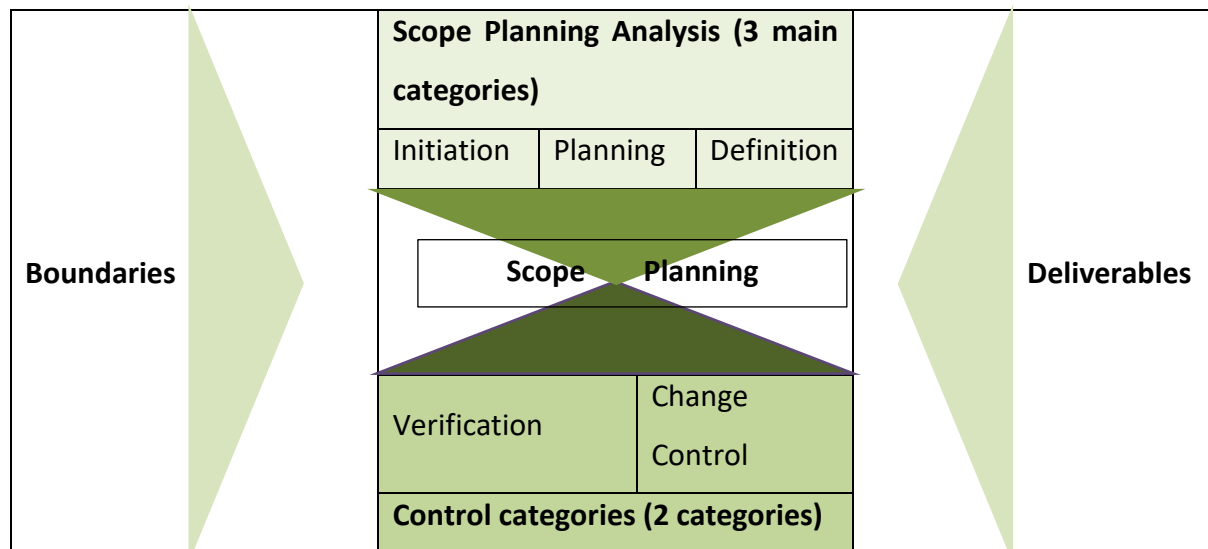 Scope Planning Analysis (3 main
categories)
Initiation Planning Definition
Boundaries
Scope Planning
Deliverables
Verification
Change
Control
Control categories (2 categories)